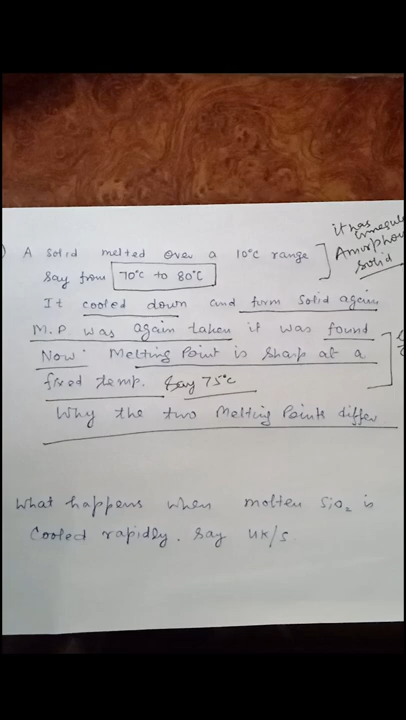 ) A Solid melted over a 10°C range
it has
Amorphou
Solid
Say from 70°C to 80°C
It cooled down and form Solid again
M.P was again taken it was found
Now: Melting Point is sharp at a
fixed temp. Say 75°C
Why the two Melting Points differ
What happens when molten SiO2 is
cooled rapidly. Say 4K/S.